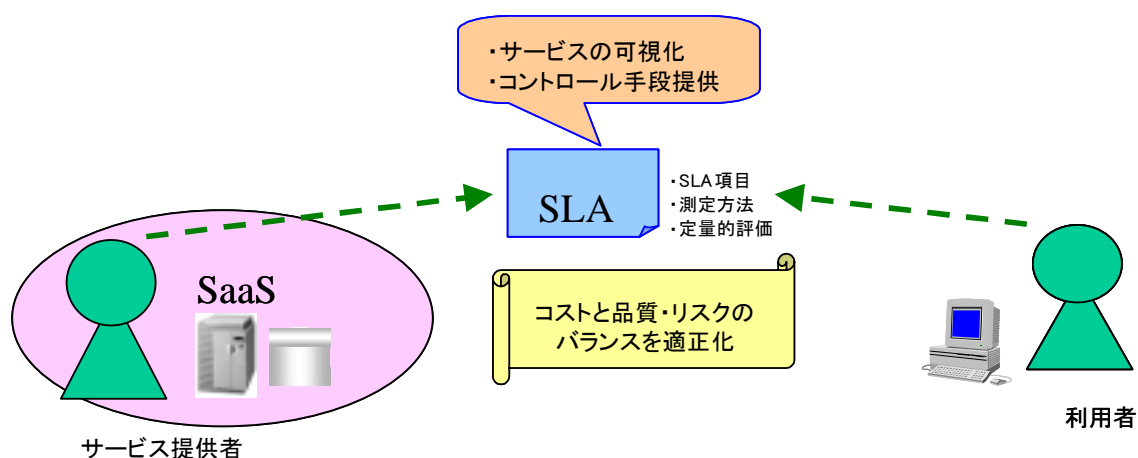 ・サービスの可視化
・コントロール手段提供
SLA
・SLA項目
・測定方法
・定量的評価
SaaS
コストと品質・リスクの
バランスを適正化
利用者
サービス提供者